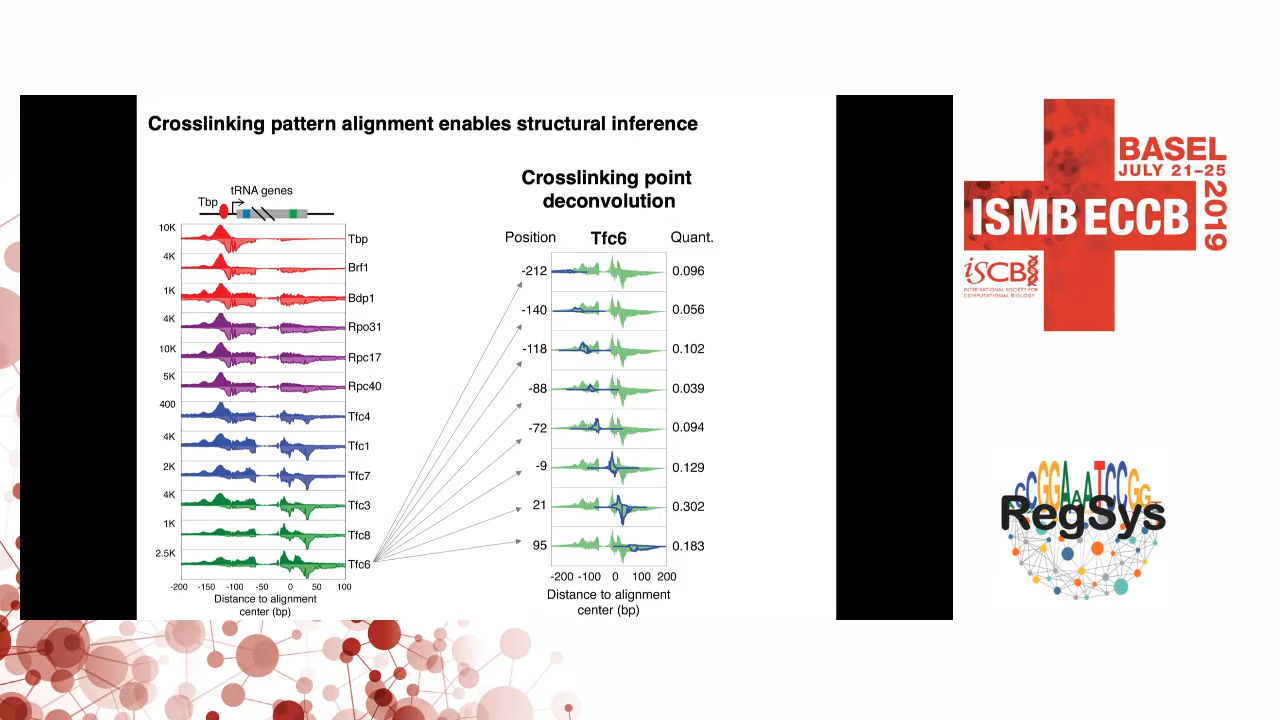 Crosslinking pattern alignment enables structural inference
tRNA genes
Tbp
10K
Tbp
4K
Brf1
1K
Bdp1
4K
Rpo31
10K
Rpc17
5K
Rpc40
400
Tfc4
4K
Tfc1
2K
Tfc7
4K
Tfc3
1K
Tfc8
2.5K
Tfc6
-200 -150 -100 -50 0 50 100
Distance to alignment
center (bp)
Crosslinking point
deconvolution
Position Tfc6 Quant.
-212 0.096
-140 0.056
-118 0.102
-88 0.039
-72 0.094
-9 0.129
21 0.302
95 0.183
-200 -100 0 100 200
Distance to alignment
center (bp)
BASEL
JULY 21–25
2019
ISMB ECCB
iSCB
INTERNATIONAL SOCIETY FOR
COMPUTATIONAL BIOLOGY
RegSys